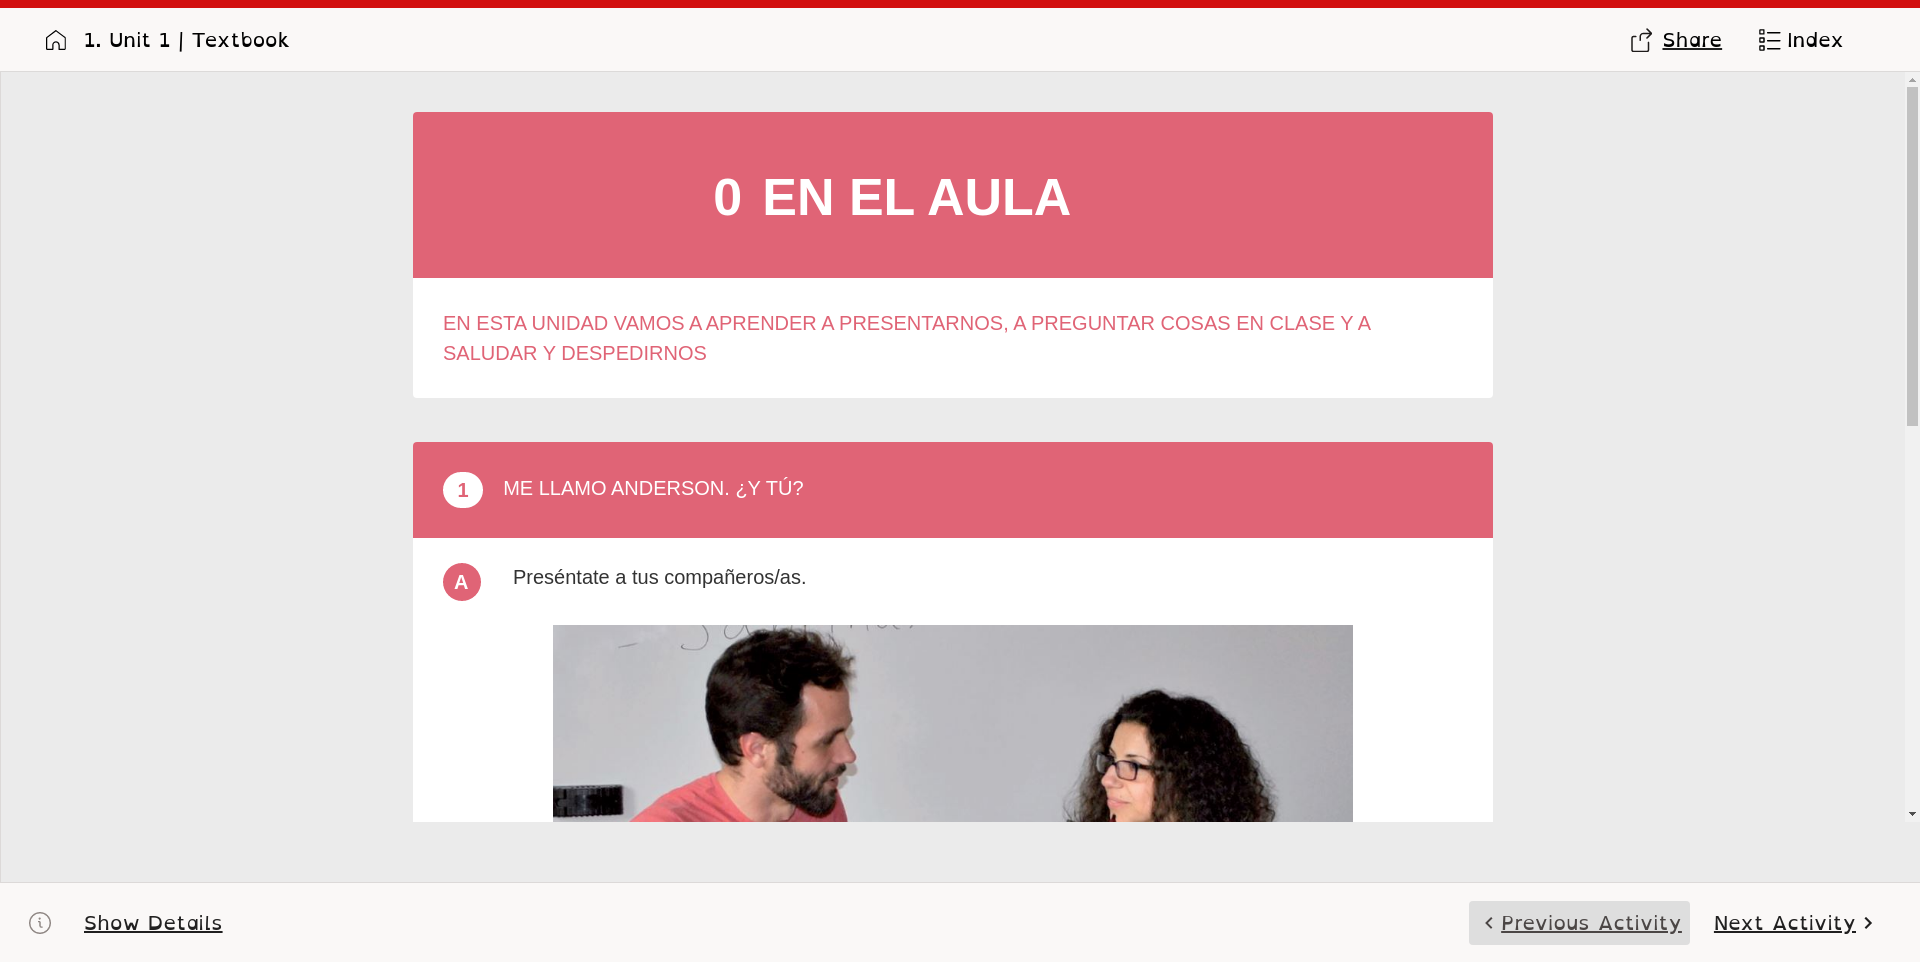 1. Unit 1 | Textbook
Share
Index
0 EN EL AULA
EN ESTA UNIDAD VAMOS A APRENDER A PRESENTARNOS, A PREGUNTAR COSAS EN CLASE Y A
SALUDAR Y DESPEDIRNOS
1 ME LLAMO ANDERSON. ¿Y TÚ?
A Preséntate a tus compañeros/as.
Show Details
Previous Activity
Next Activity